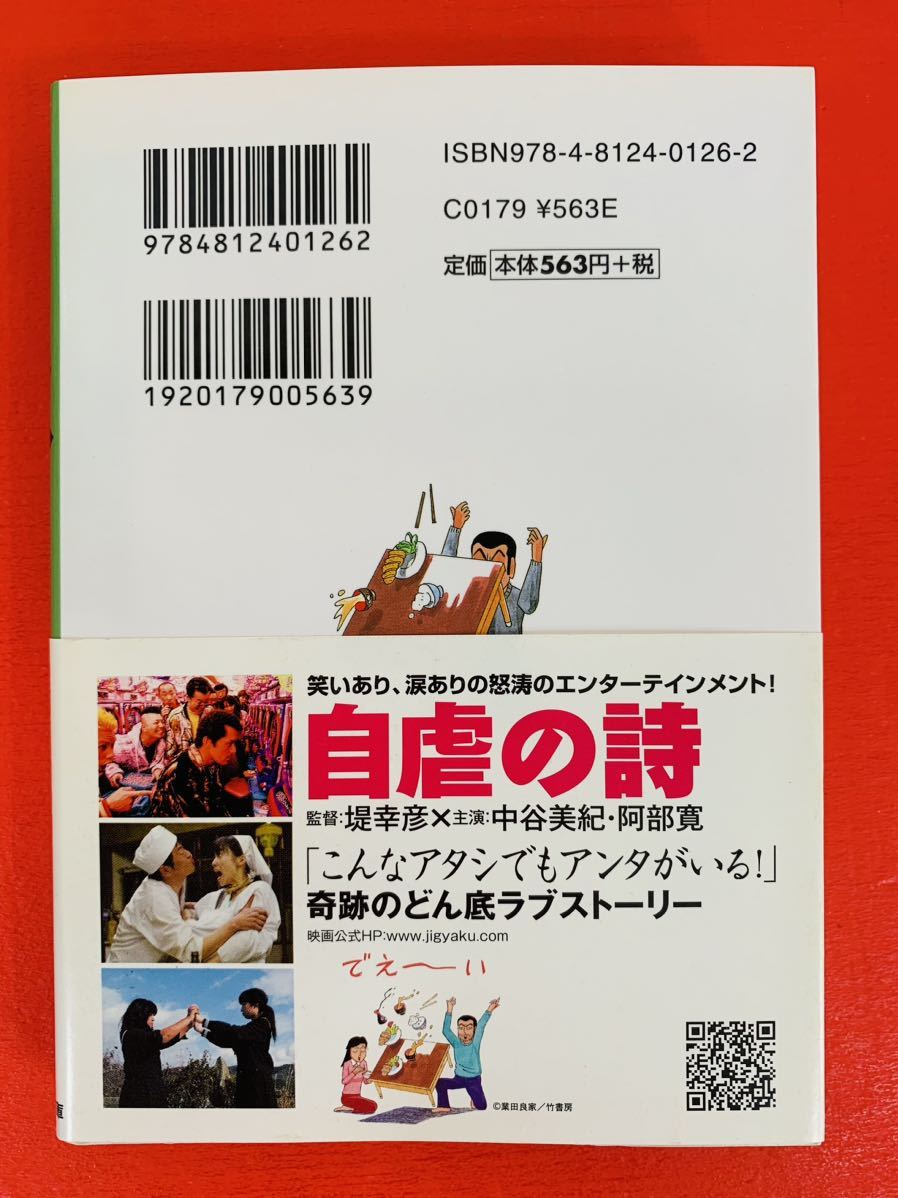 ISBN978-4-8124-0126-2
9784812401262
C0179 ¥563E
定価 本体563円+税
1920179005639
笑いあり、涙ありの怒涛のエンターテインメント!
自虐の詩
監督:堤幸彦×主演:中谷美紀・阿部寛
「こんなアタシでもアンタがいる!」
奇跡のどん底ラブストーリー
映画公式HP:www.jigyaku.com
でえ〜い
©業田良家/竹書房